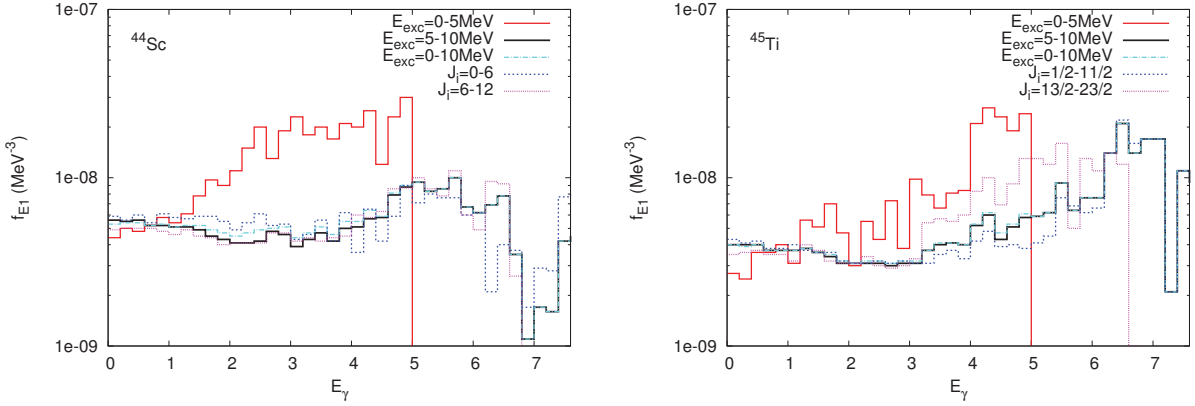 1e-07
⁴⁴Sc
E_exc=0-5MeV
E_exc=5-10MeV
E_exc=0-10MeV
J_i=0-6
J_i=6-12
f_E1 (MeV⁻³)
1e-08
1e-09
0 1 2 3 4 5 6 7
E_γ
1e-07
⁴⁵Ti
E_exc=0-5MeV
E_exc=5-10MeV
E_exc=0-10MeV
J_i=1/2-11/2
J_i=13/2-23/2
f_E1 (MeV⁻³)
1e-08
1e-09
0 1 2 3 4 5 6 7
E_γ